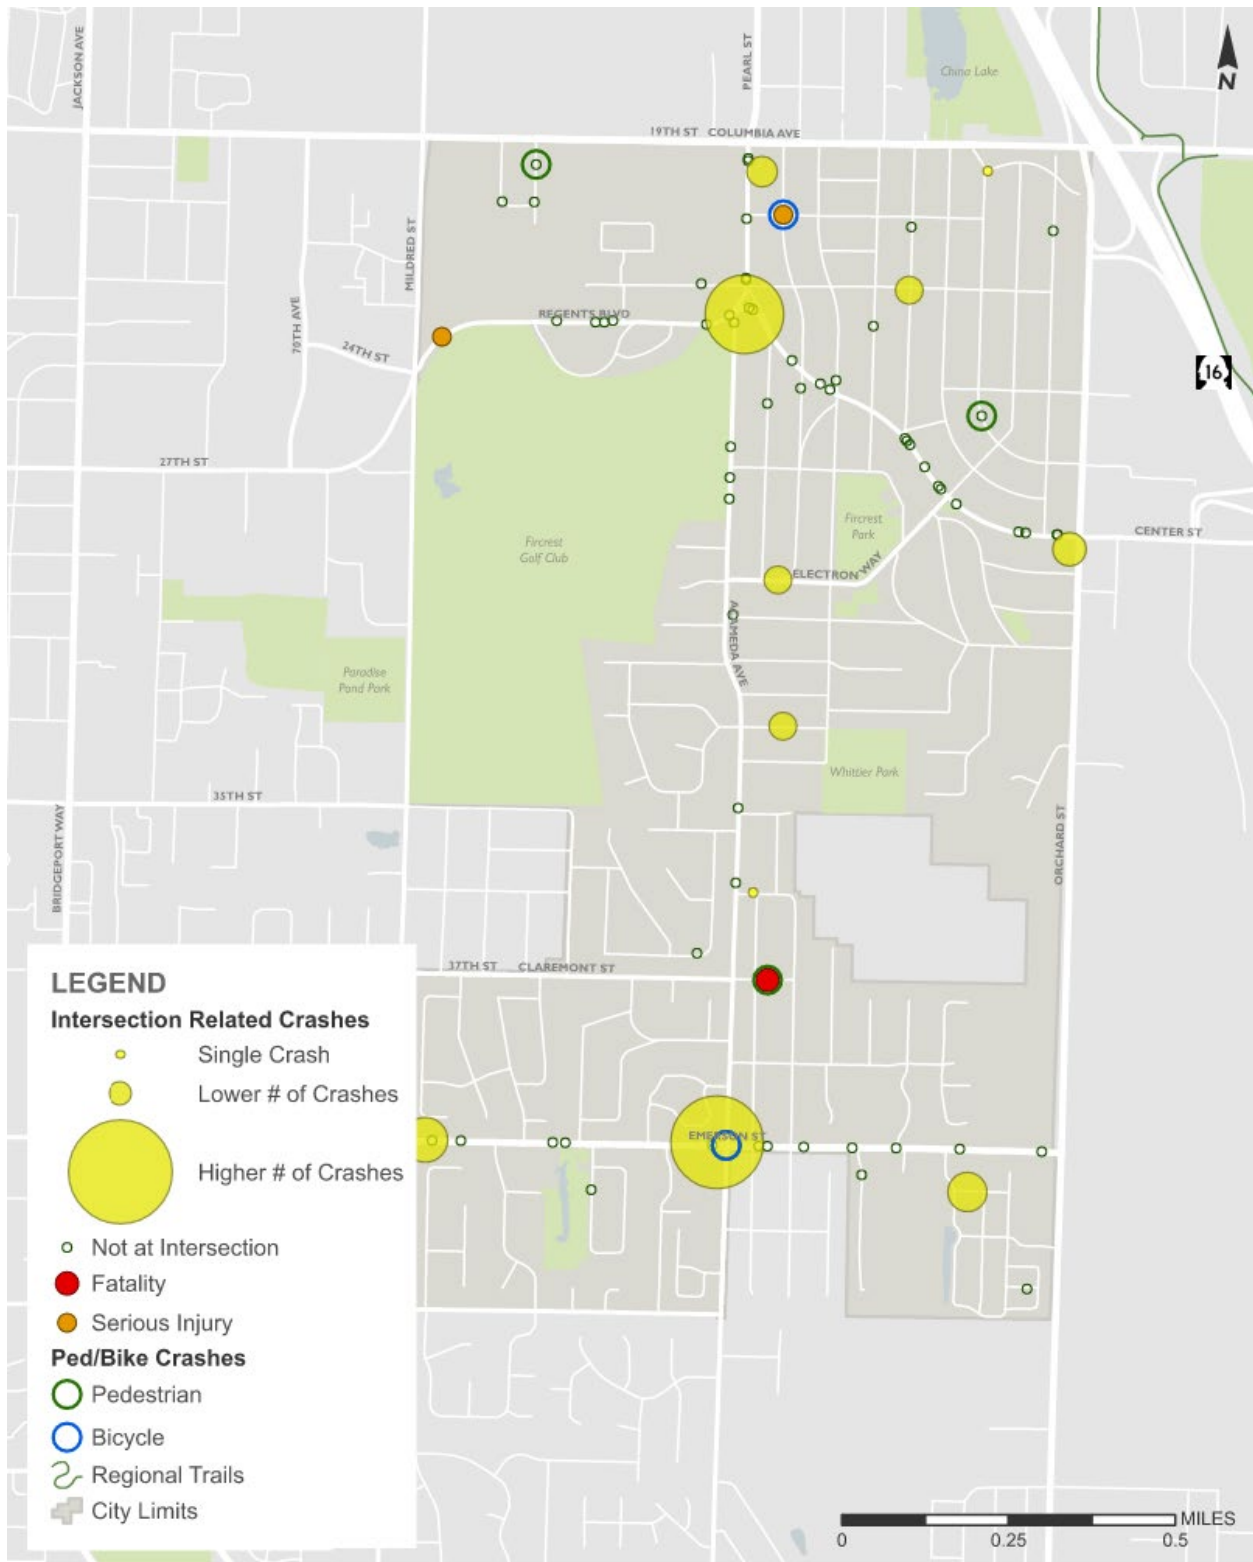 JACKSON AVE
PEARL ST
China Lake
N
19TH ST COLUMBIA AVE
MILDRED ST
70TH AVE
REGENTS BLVD
24TH ST
16
27TH ST
Fircrest
Golf Club
Fircrest
Park
CENTER ST
ELECTRON WAY
ALAMEDA AVE
Paradise
Pond Park
Whittier Park
35TH ST
BRIDGEPORT WAY
ORCHARD ST
37TH ST CLAREMONT ST
EMERSON ST
LEGEND
Intersection Related Crashes
Single Crash
Lower # of Crashes
Higher # of Crashes
Not at Intersection
Fatality
Serious Injury
Ped/Bike Crashes
Pedestrian
Bicycle
Regional Trails
City Limits
MILES
0 0.25 0.5